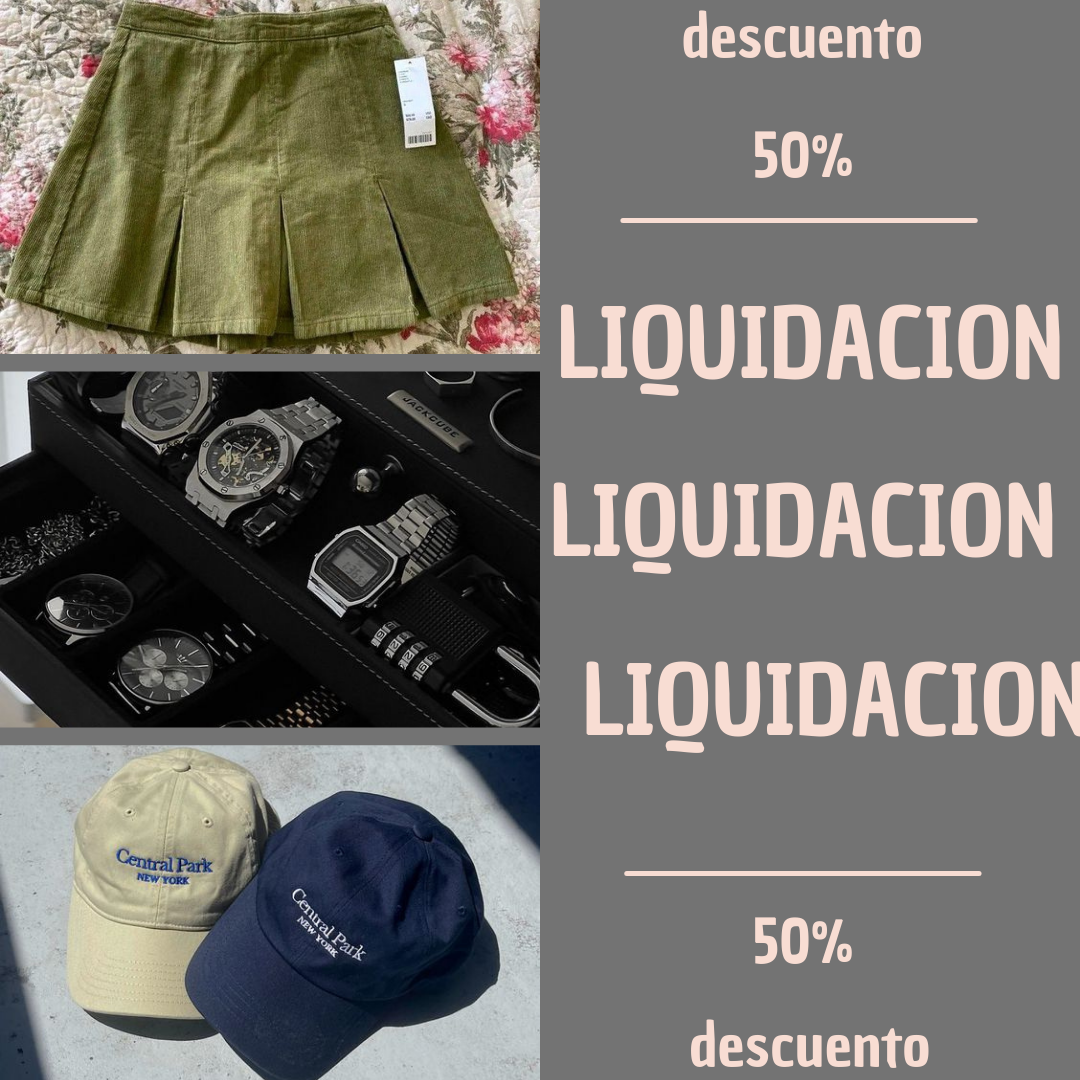 descuento
50%
LIQUIDACION
LIQUIDACION
LIQUIDACION
50%
descuento
JACKCUBE
Central Park
NEW YORK
Central Park
NEW YORK